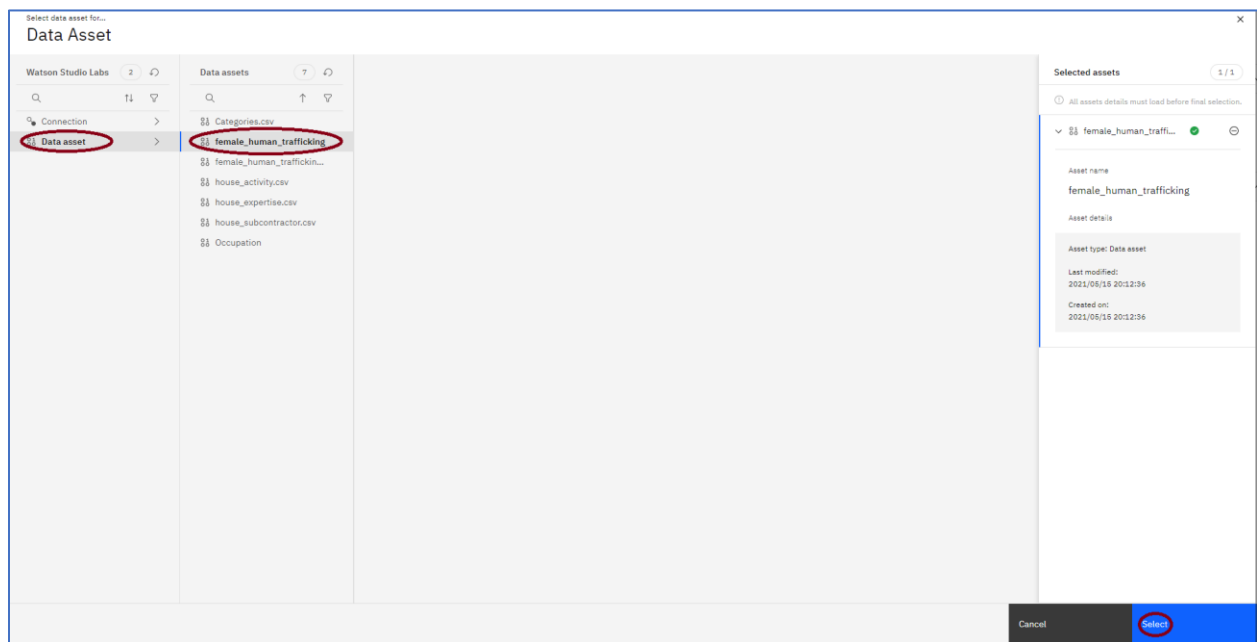 Select data asset for...
Data Asset
Watson Studio Labs 2
Connection
Data asset
Data assets 7
Categories.csv
female_human_trafficking
female_human_traffickin...
house_activity.csv
house_expertise.csv
house_subcontractor.csv
Occupation
Selected assets 1 / 1
All assets details must load before final selection.
female_human_traffi...
Asset name
female_human_trafficking
Asset details
Asset type: Data asset
Last modified:
2021/05/15 20:12:36
Created on:
2021/05/15 20:12:36
Cancel
Select